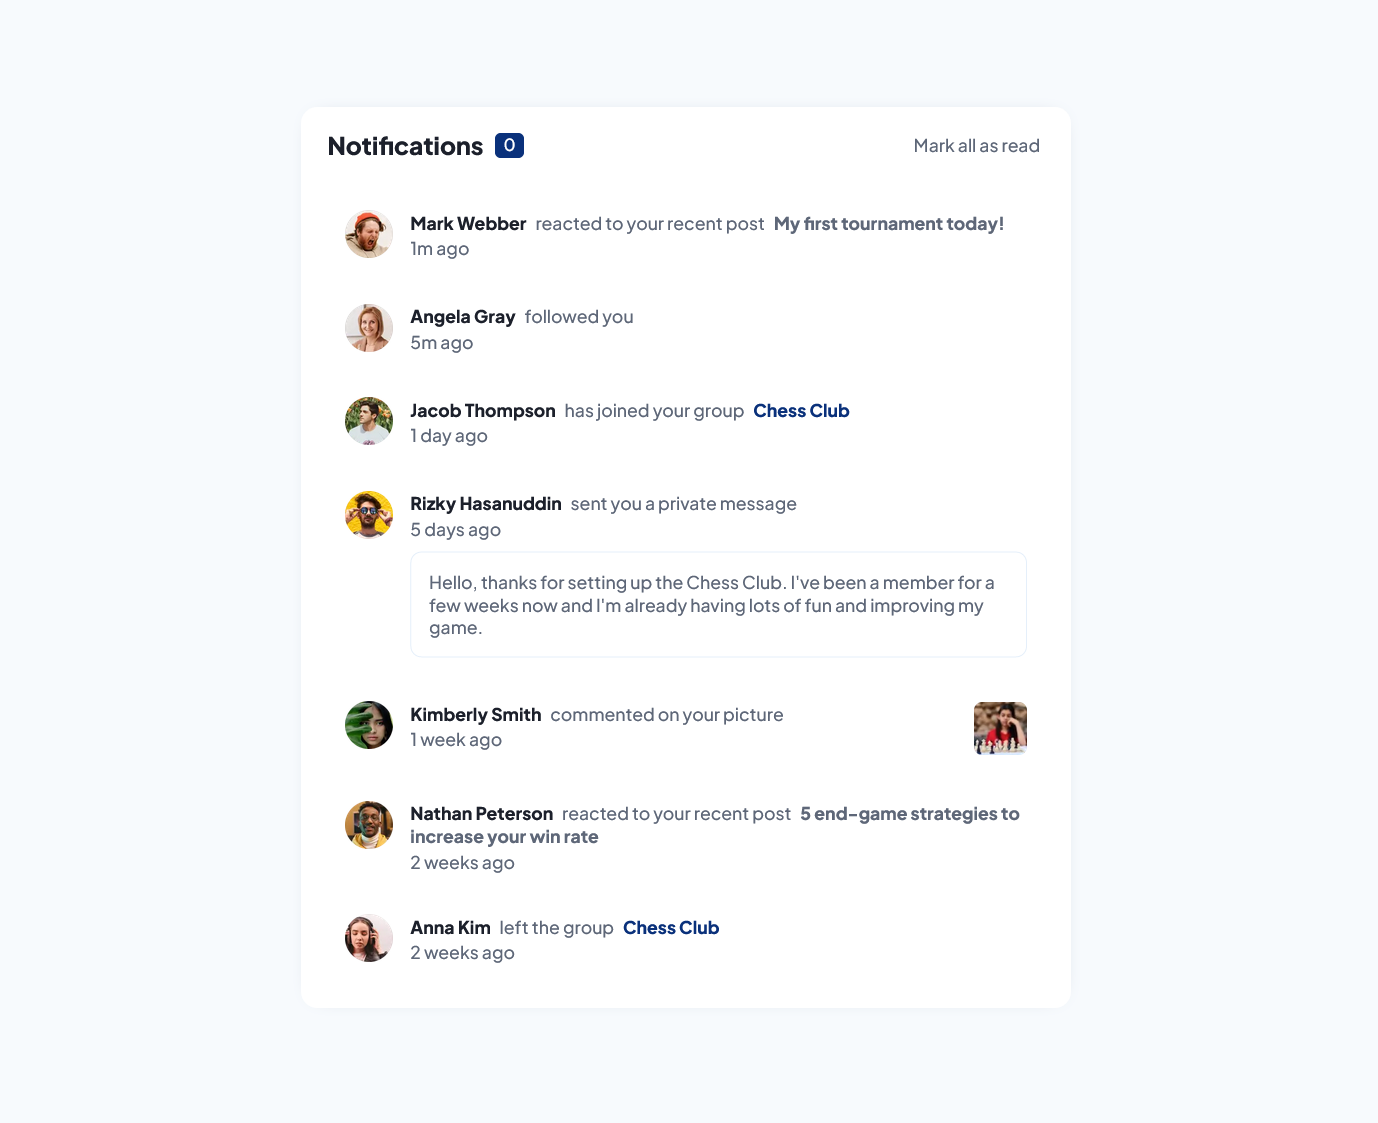 Notifications 0 Mark all as read
Mark Webber reacted to your recent post My first tournament today!
1m ago
Angela Gray followed you
5m ago
Jacob Thompson has joined your group Chess Club
1 day ago
Rizky Hasanuddin sent you a private message
5 days ago
Hello, thanks for setting up the Chess Club. I've been a member for a
few weeks now and I'm already having lots of fun and improving my
game.
Kimberly Smith commented on your picture
1 week ago
Nathan Peterson reacted to your recent post 5 end-game strategies to
increase your win rate
2 weeks ago
Anna Kim left the group Chess Club
2 weeks ago